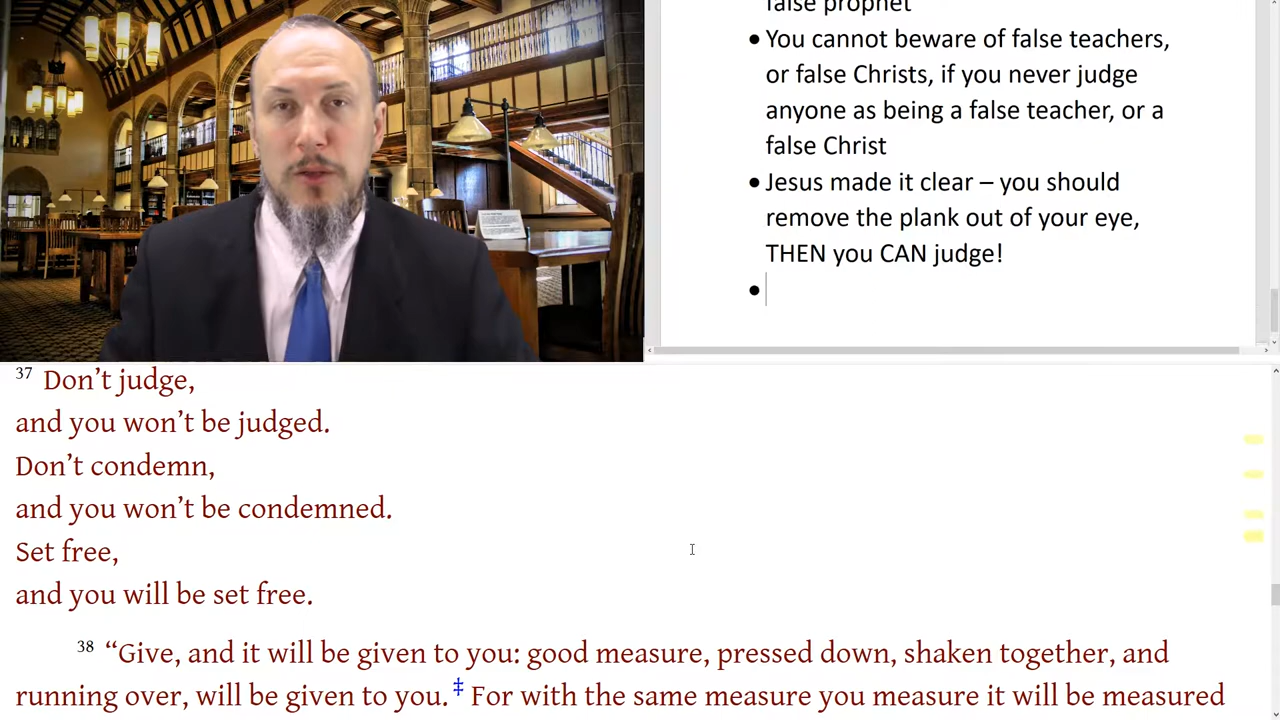 false prophet
• You cannot beware of false teachers,
or false Christs, if you never judge
anyone as being a false teacher, or a
false Christ
• Jesus made it clear – you should
remove the plank out of your eye,
THEN you CAN judge!
•
37 Don’t judge,
and you won’t be judged.
Don’t condemn,
and you won’t be condemned.
Set free,
and you will be set free.
38 “Give, and it will be given to you: good measure, pressed down, shaken together, and
running over, will be given to you.‡ For with the same measure you measure it will be measured